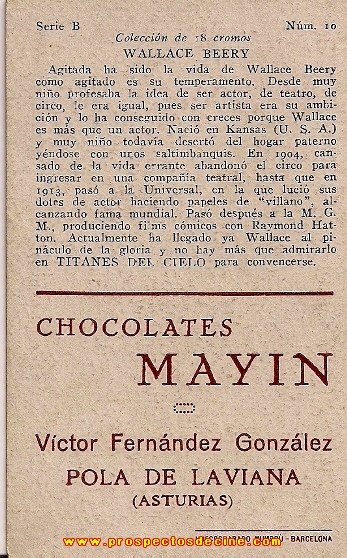 Serie B Núm. 10
Colección de 18 cromos
WALLACE BEERY
Agitada ha sido la vida de Wallace Beery
como agitado es su temperamento. Desde muy
niño profesaba la idea de ser actor, de teatro, de
circo, le era igual, pues ser artista era su ambi-
ción y lo ha conseguido con creces porque Wallace
es más que un actor. Nació en Kansas (U. S. A.)
y muy niño todavía desertó del hogar paterno
yéndose con unos saltimbanquis. En 1904, can-
sado de la vida errante abandonó el circo para
ingresar en una compañía teatral, hasta que en
1913, pasó a la Universal, en la que lució sus
dotes de actor haciendo papeles de "villano", al-
canzando fama mundial. Pasó después a la M. G.
M., produciendo films cómicos con Raymond Hat-
ton. Actualmente ha llegado ya Wallace al pi-
náculo de la gloria y no hay más que admirarlo
en TITANES DEL CIELO para convencerse.
CHOCOLATES
MAYIN
Víctor Fernández González
POLA DE LAVIANA
(ASTURIAS)
- BARCELONA
www.prospectosdecine.com